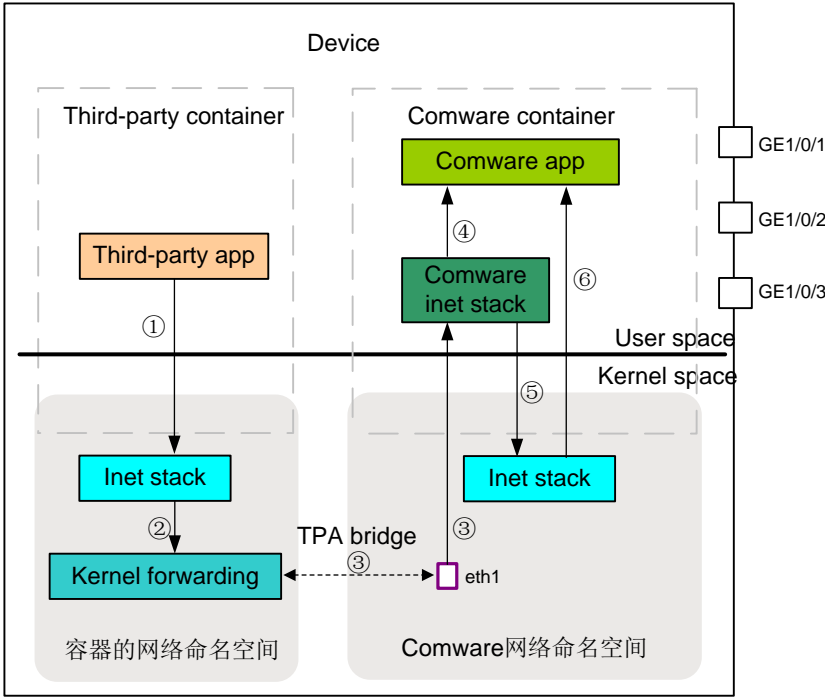 Device
Third-party container
Comware container
Comware app
GE1/0/1
GE1/0/2
GE1/0/3
④
Third-party app
Comware
inet stack
⑥
①
User space
Kernel space
⑤
Inet stack
Inet stack
②
TPA bridge
③
③
Kernel forwarding
eth1
容器的网络命名空间
Comware网络命名空间